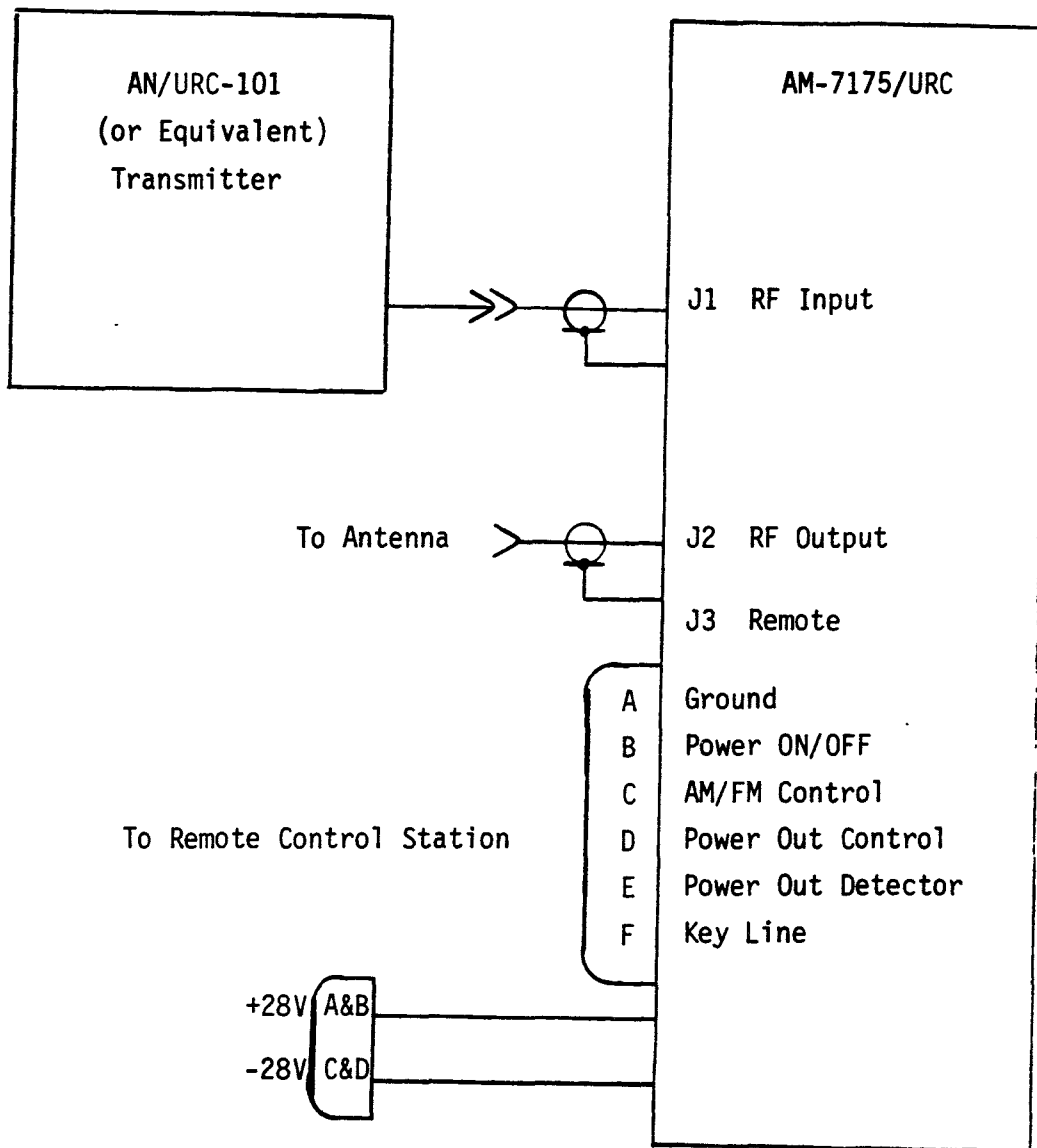 AN/URC-101
(or Equivalent)
Transmitter
AM-7175/URC
J1 RF Input
To Antenna
J2 RF Output
J3 Remote
A Ground
B Power ON/OFF
C AM/FM Control
To Remote Control Station
D Power Out Control
E Power Out Detector
F Key Line
+28V A&B
-28V C&D